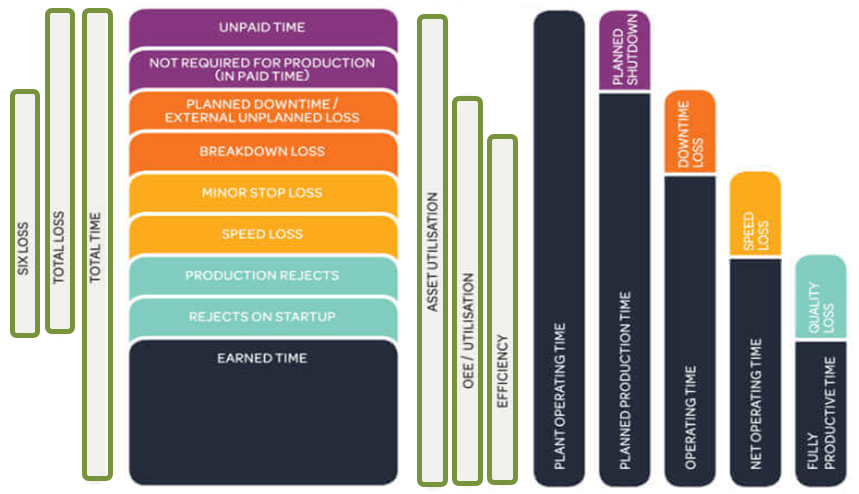 SIX LOSS
TOTAL LOSS
TOTAL TIME
UNPAID TIME
NOT REQUIRED FOR PRODUCTION
(IN PAID TIME)
PLANNED DOWNTIME /
EXTERNAL UNPLANNED LOSS
BREAKDOWN LOSS
MINOR STOP LOSS
SPEED LOSS
PRODUCTION REJECTS
REJECTS ON STARTUP
EARNED TIME
ASSET UTILISATION
OEE / UTILISATION
EFFICIENCY
PLANT OPERATING TIME
PLANNED
SHUTDOWN
PLANNED PRODUCTION TIME
DOWNTIME
LOSS
OPERATING TIME
SPEED
LOSS
NET OPERATING TIME
QUALITY
LOSS
FULLY
PRODUCTIVE TIME